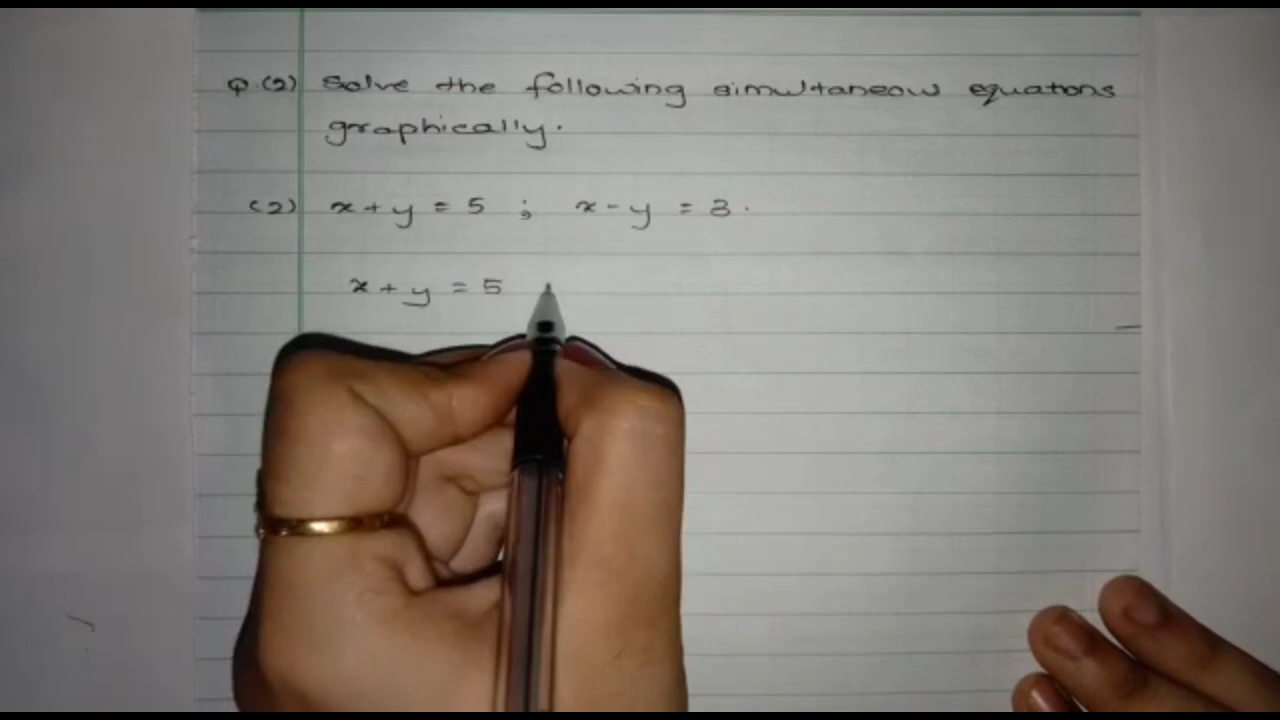 Q.(2) Solve the following simultaneous equations
graphically.
(2) x + y = 5 ; x - y = 3.
x + y = 5